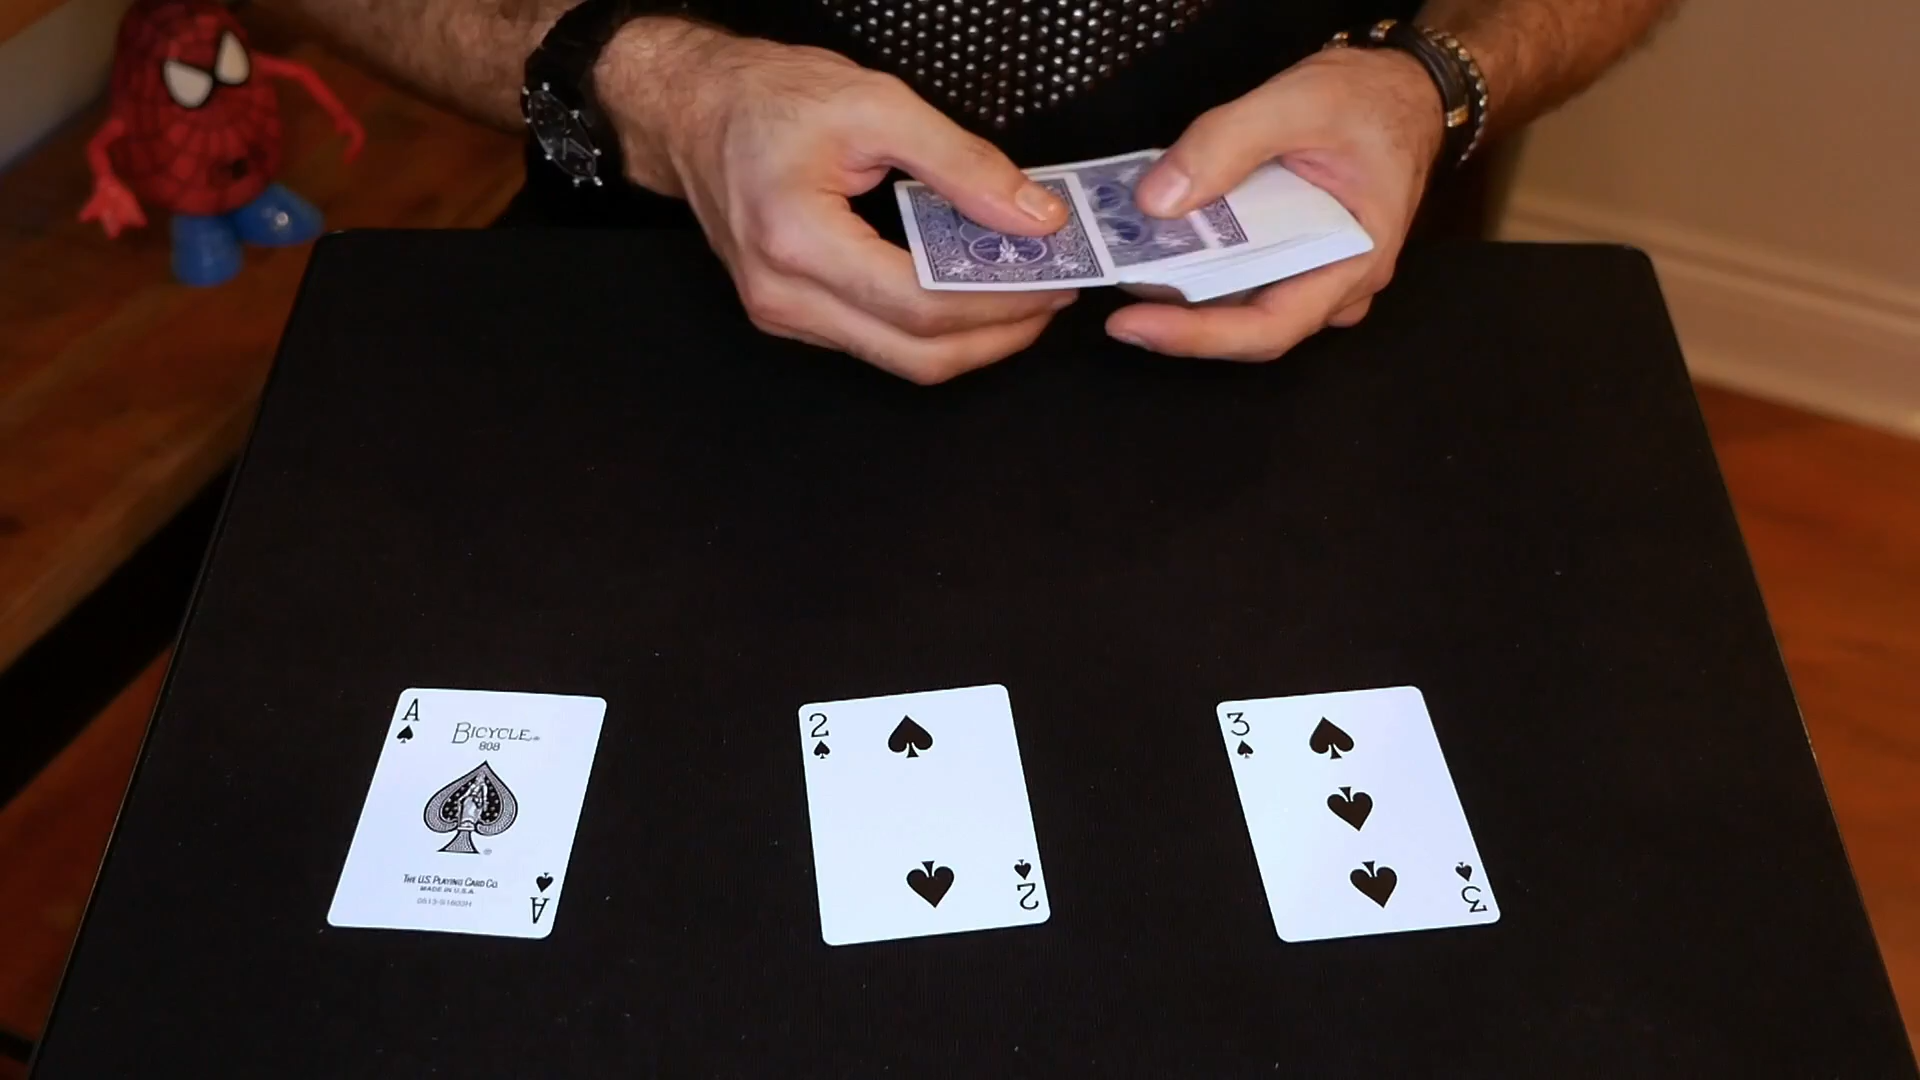 A
BICYCLE®
808
THE U.S. PLAYING CARD CO.
MADE IN U.S.A.
A
2
2
3
3